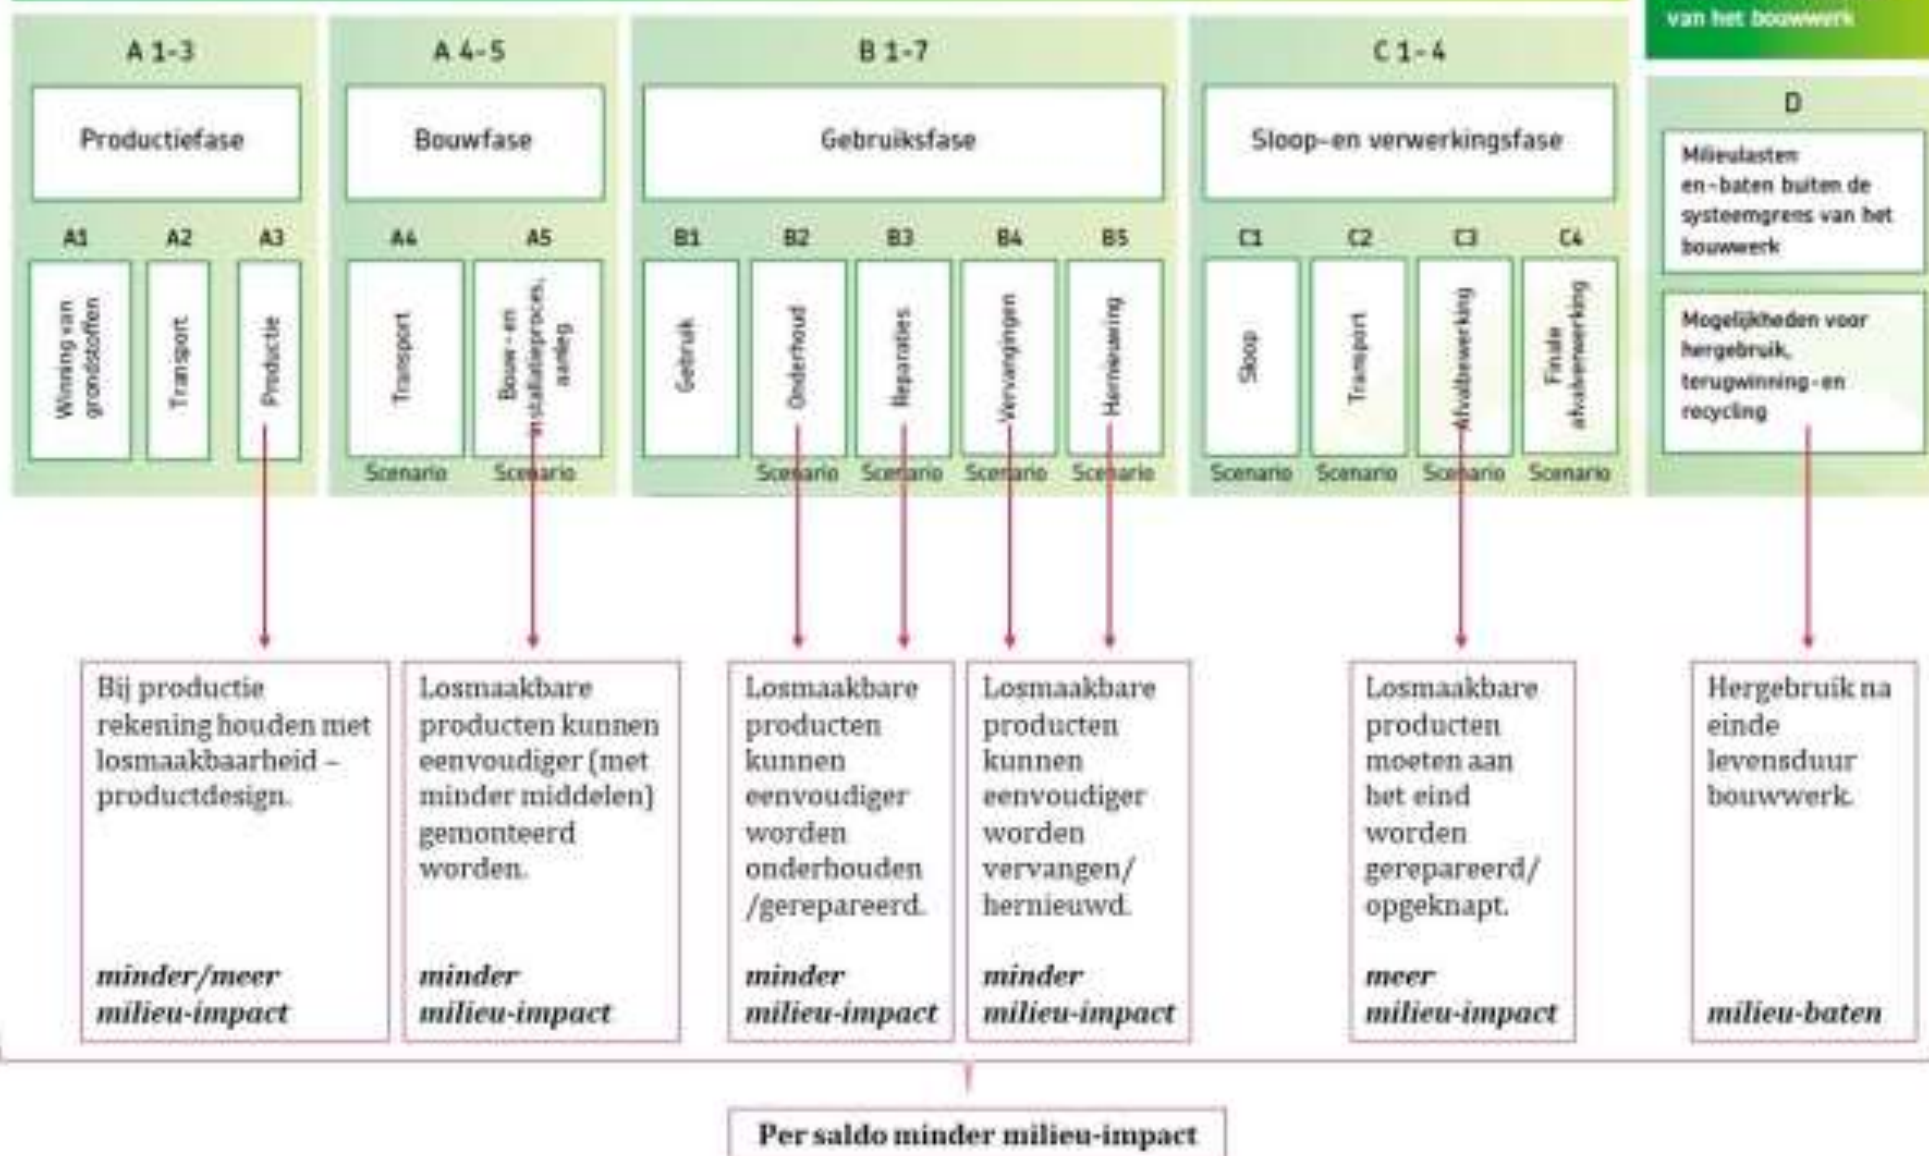 van het bouwwerk
A 1-3
A 4-5
B 1-7
C 1-4
D
Productiefase
Bouwfase
Gebruiksfase
Sloop-en verwerkingsfase
Milieulasten
en-baten buiten de
systeemgrens van het
bouwwerk
A1
A2
A3
A4
A5
B1
B2
B3
B4
B5
C1
C2
C3
C4
Winning van
grondstoffen
Transport
Productie
Transport
Bouw-en
installatieproces,
aanleg
Gebruik
Onderhoud
Reparaties
Vervangingen
Hernieuwing
Sloop
Transport
Afvalbewerking
Finale
afvalverwerking
Mogelijkheden voor
hergebruik,
terugwinning-en
recycling
Scenario
Scenario
Scenario
Scenario
Scenario
Scenario
Scenario
Scenario
Scenario
Scenario
Bij productie
rekening houden met
losmaakbaarheid –
productdesign.
minder/meer
milieu-impact
Losmaakbare
producten kunnen
eenvoudiger (met
minder middelen)
gemonteerd
worden.
minder
milieu-impact
Losmaakbare
producten
kunnen
eenvoudiger
worden
onderhouden
/gerepareerd.
minder
milieu-impact
Losmaakbare
producten
kunnen
eenvoudiger
worden
vervangen/
hernieuwd.
minder
milieu-impact
Losmaakbare
producten
moeten aan
het eind
worden
gerepareerd/
opgeknapt.
meer
milieu-impact
Hergebruik na
einde
levensduur
bouwwerk.
milieu-baten
Per saldo minder milieu-impact